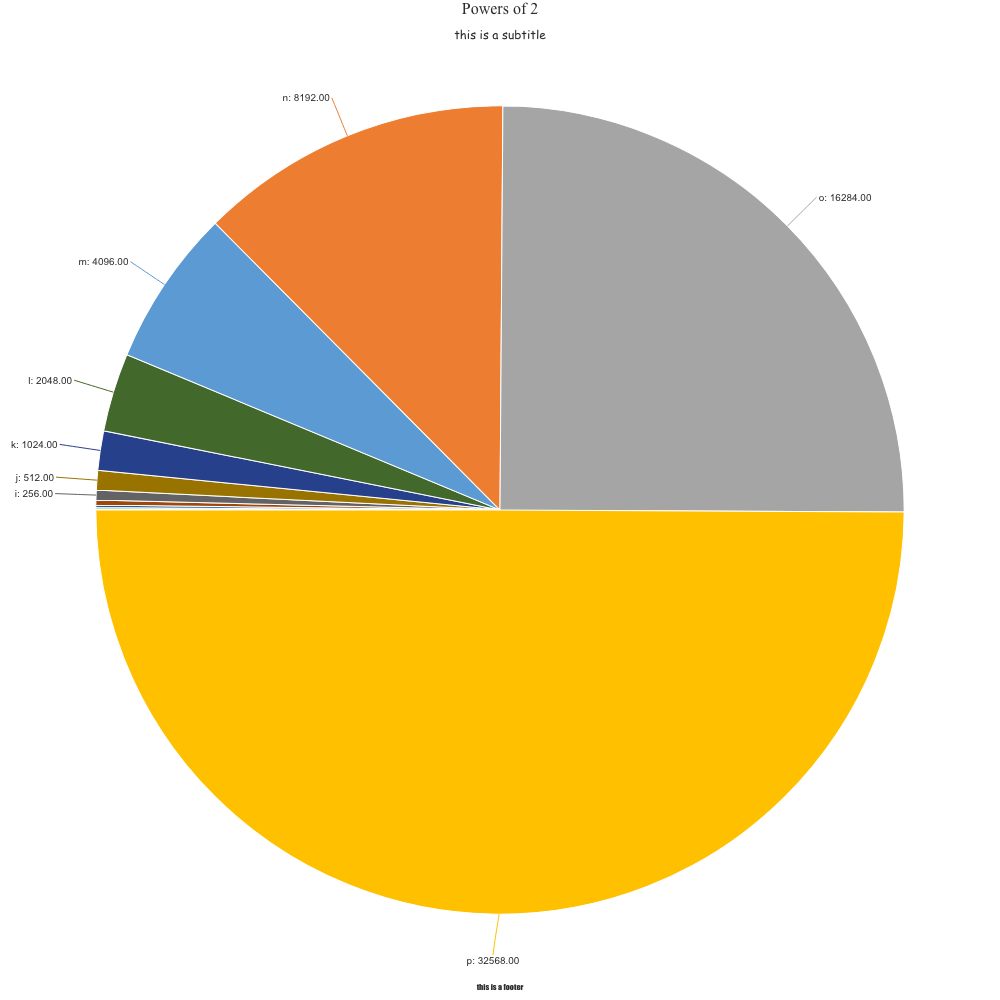 Powers of 2
this is a subtitle
n: 8192.00
o: 16284.00
m: 4096.00
l: 2048.00
k: 1024.00
j: 512.00
i: 256.00
p: 32568.00
this is a footer